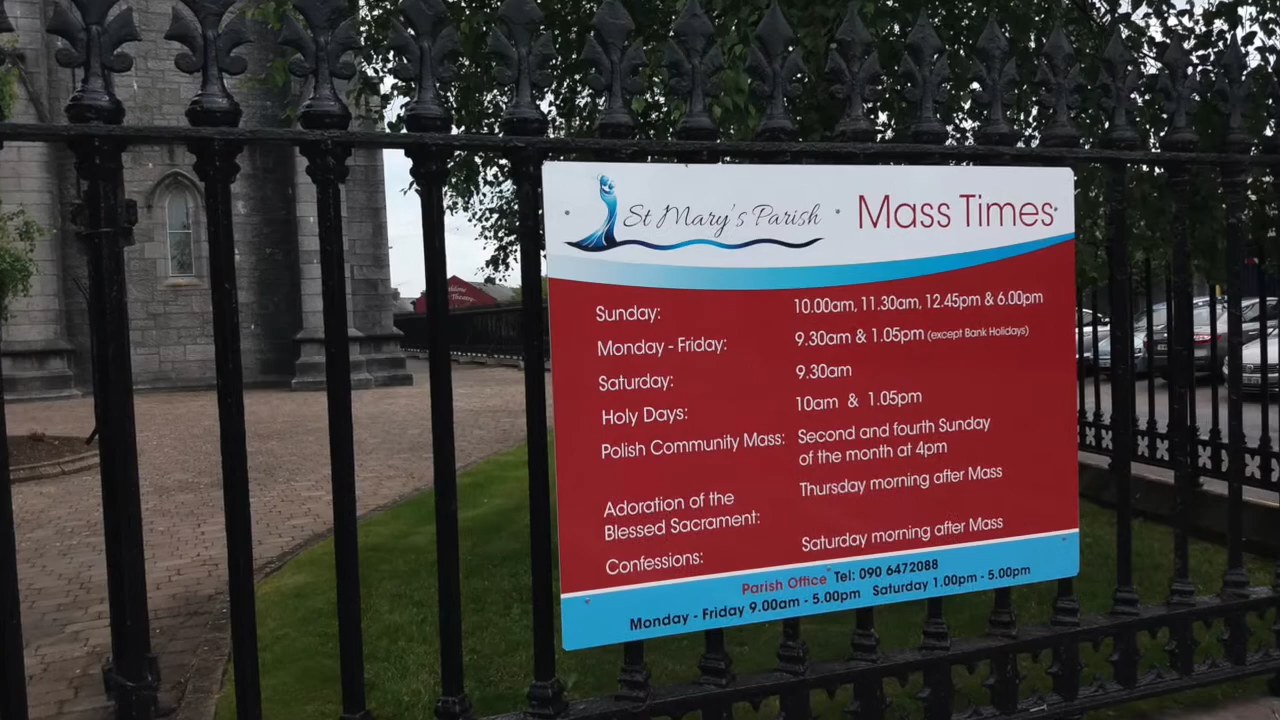 St Mary's Parish
Mass Times
Sunday: 10.00am, 11.30am, 12.45pm & 6.00pm
Monday - Friday: 9.30am & 1.05pm (except Bank Holidays)
Saturday: 9.30am
Holy Days: 10am & 1.05pm
Polish Community Mass: Second and fourth Sunday
of the month at 4pm
Adoration of the Thursday morning after Mass
Blessed Sacrament:
Confessions: Saturday morning after Mass
Parish Office Tel: 090 6472088
Monday - Friday 9.00am - 5.00pm Saturday 1.00pm - 5.00pm